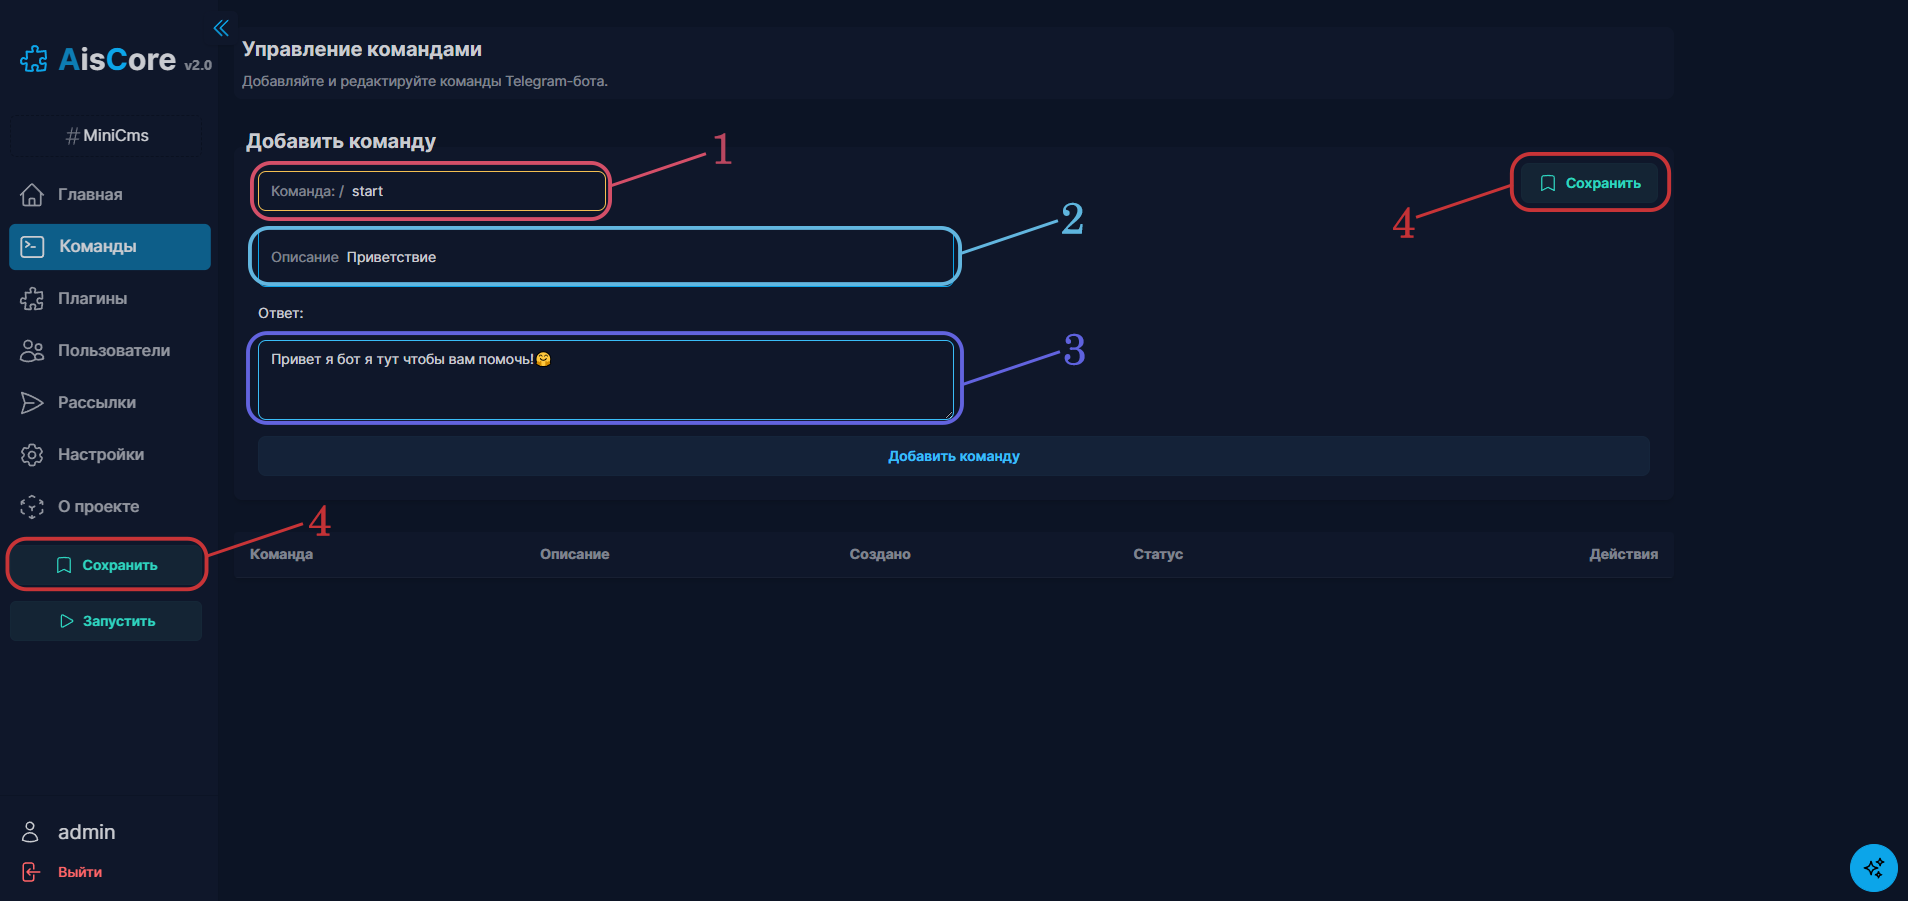 AisCore v2.0
# MiniCms
Главная
Команды
Плагины
Пользователи
Рассылки
Настройки
О проекте
Сохранить
4
Запустить
admin
Выйти
Управление командами
Добавляйте и редактируйте команды Telegram-бота.
Добавить команду
Команда: / start
1
Сохранить
4
Описание Приветствие
2
Ответ:
Привет я бот я тут чтобы вам помочь!🤗
3
Добавить команду
Команда Описание Создано Статус Действия